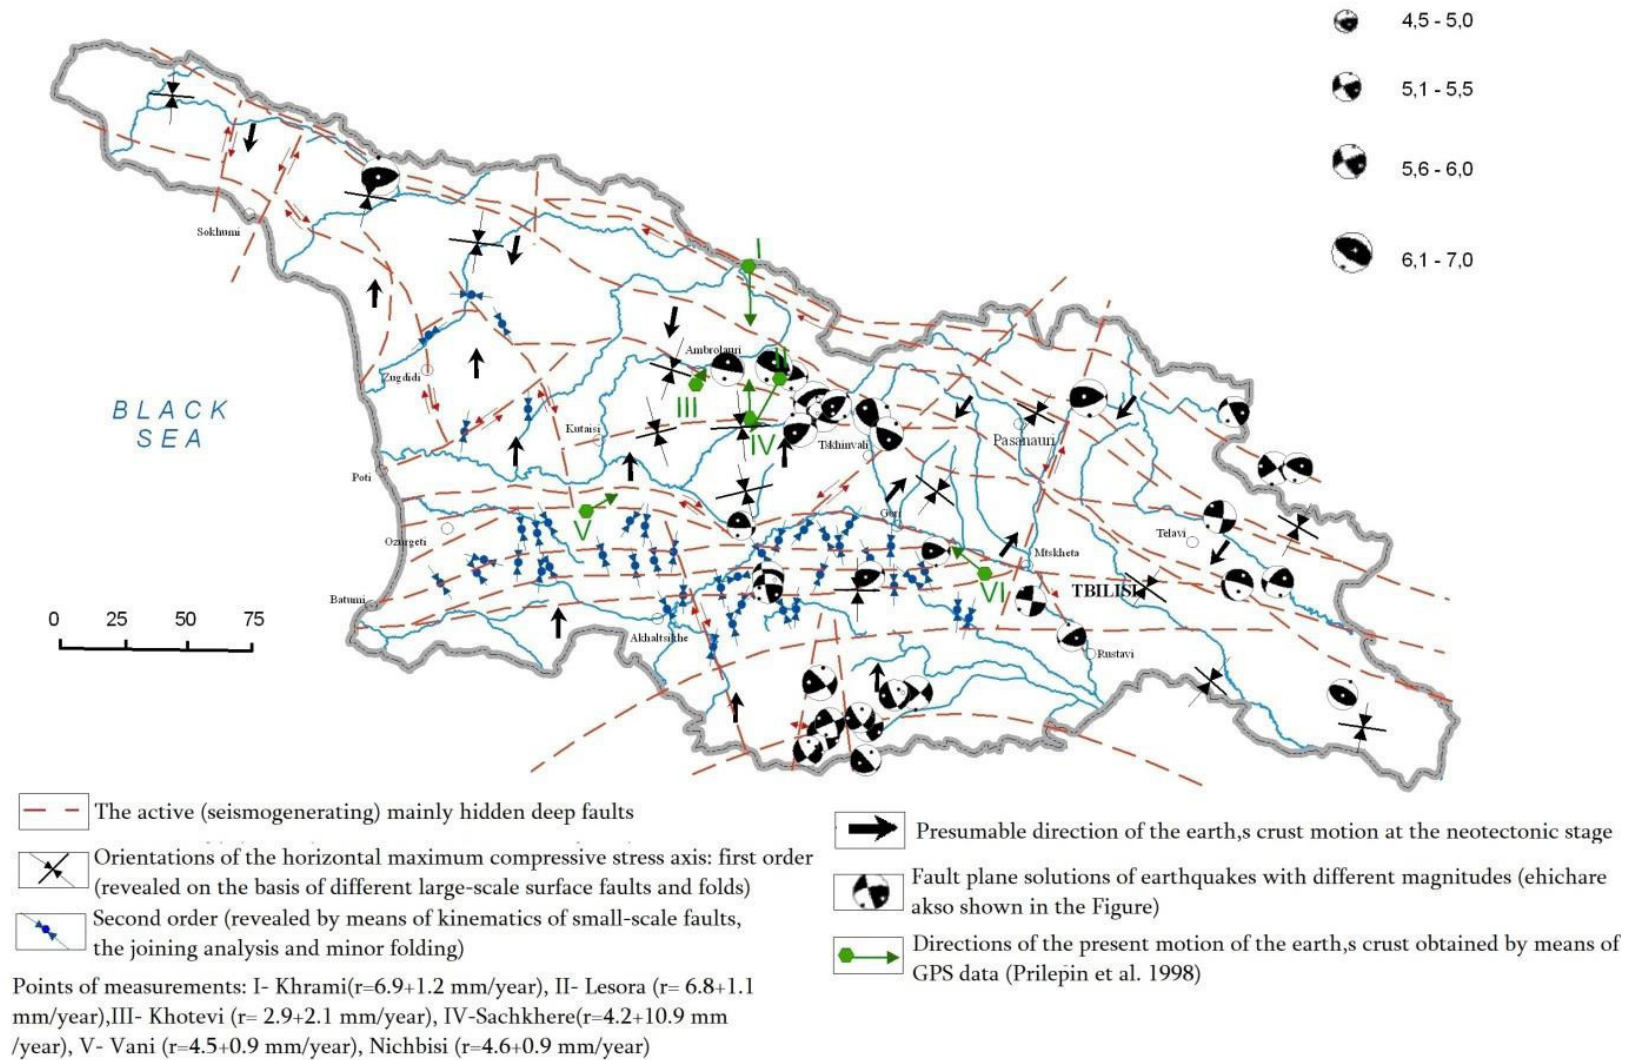 4,5 - 5,0
5,1 - 5,5
5,6 - 6,0
6,1 - 7,0
Sokhumi
I
Ambrolauri
II
Zugdidi
III
BLACK
SEA
Kutaisi
IV
Tskhinvali
Pasanauri
Poti
V
Gori
Ozurgeti
Telavi
Mtskheta
VI
TBILISI
Batumi
0 25 50 75
Akhaltsikhe
Rustavi
The active (seismogenerating) mainly hidden deep faults
Orientations of the horizontal maximum compressive stress axis: first order
(revealed on the basis of different large-scale surface faults and folds)
Second order (revealed by means of kinematics of small-scale faults,
the joining analysis and minor folding)
Points of measurements: I- Khrami(r=6.9+1.2 mm/year), II- Lesora (r= 6.8+1.1
mm/year),III- Khotevi (r= 2.9+2.1 mm/year), IV-Sachkhere(r=4.2+10.9 mm
/year), V- Vani (r=4.5+0.9 mm/year), Nichbisi (r=4.6+0.9 mm/year)
Presumable direction of the earth,s crust motion at the neotectonic stage
Fault plane solutions of earthquakes with different magnitudes (ehichare
akso shown in the Figure)
Directions of the present motion of the earth,s crust obtained by means of
GPS data (Prilepin et al. 1998)